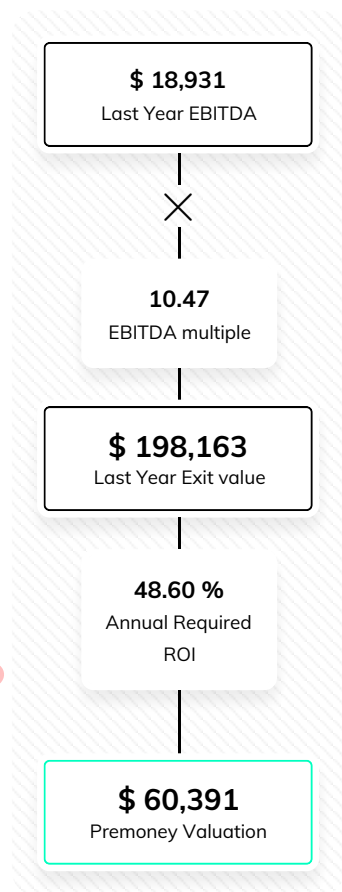 $ 18,931
Last Year EBITDA
10.47
EBITDA multiple
$ 198,163
Last Year Exit value
48.60 %
Annual Required
ROI
$ 60,391
Premoney Valuation